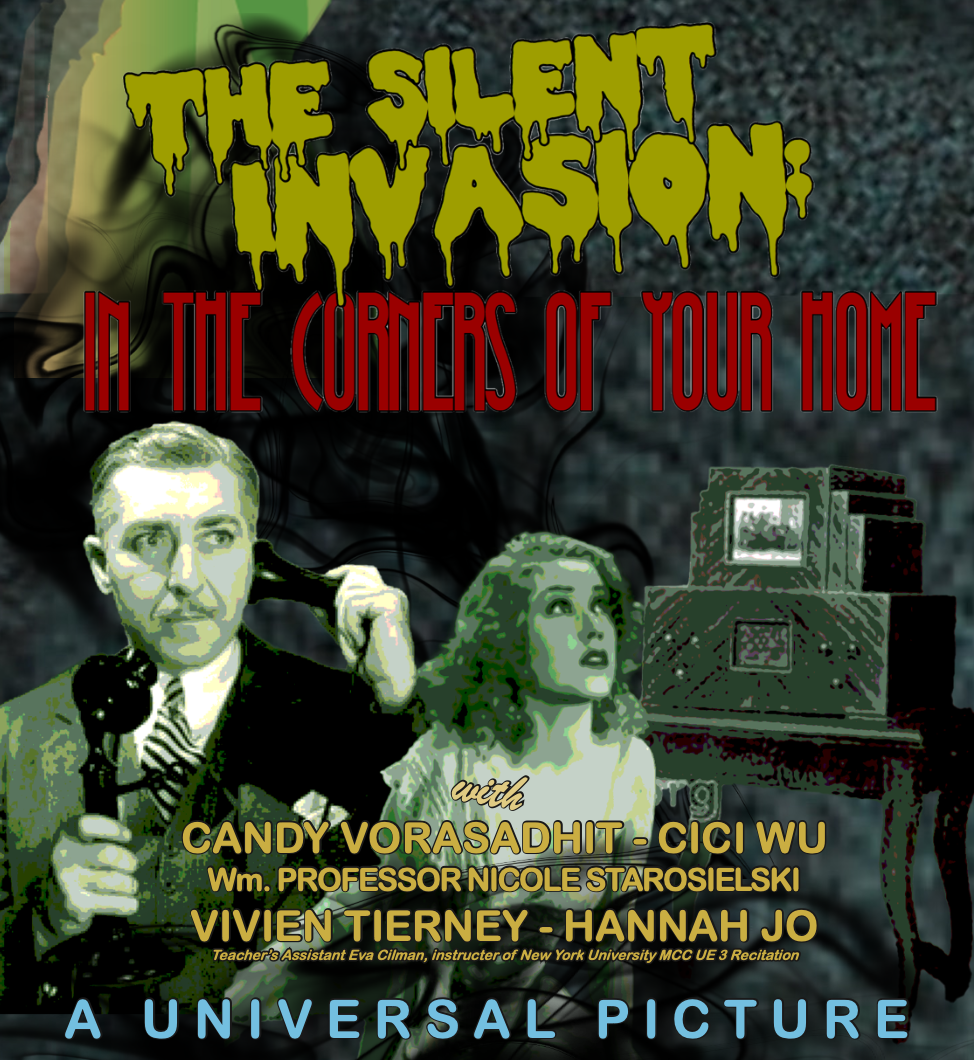 THE SILENT
INVASION:
IN THE CORNERS OF YOUR HOME
with
CANDY VORASADHIT - CICI WU
Wm. PROFESSOR NICOLE STAROSIELSKI
VIVIEN TIERNEY - HANNAH JO
Teacher's Assistant Eva Cilman, instructer of New York University MCC UE 3 Recitation
A UNIVERSAL PICTURE